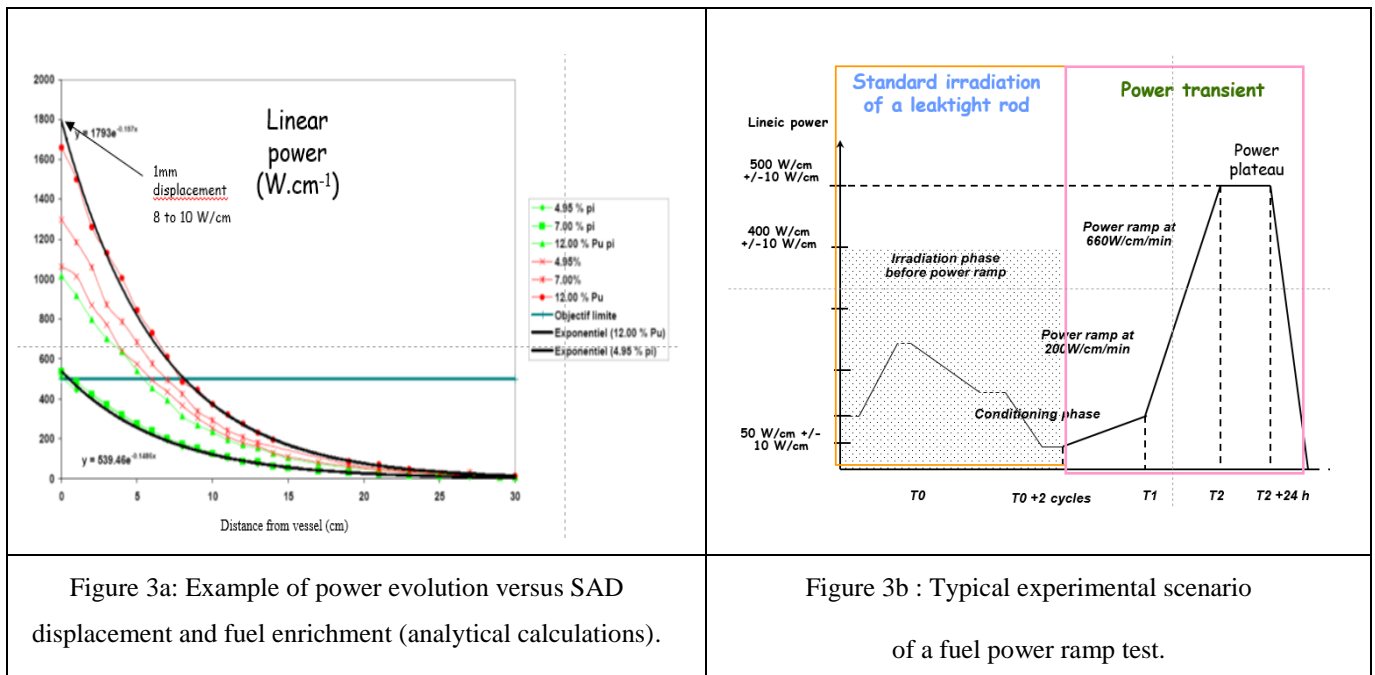 2000
1800
1600
1400
1200
1000
800
600
400
200
0
y = 1793e^-0.157x
Linear
power
(W.cm-1)
1mm
displacement
8 to 10 W/cm
4.95 % pi
7.00 % pi
12.00 % Pu pi
4.95%
7.00%
12.00 % Pu
Objectif limite
Exponentiel (12.00 % Pu)
Exponentiel (4.95 % pi)
y = 539.46e^-0.1486x
0 5 10 15 20 25 30
Distance from vessel (cm)
Standard irradiation
of a leaktight rod
Power transient
Lineic power
500 W/cm
+/-10 W/cm
Power
plateau
400 W/cm
+/-10 W/cm
Power ramp at
660W/cm/min
Irradiation phase
before power ramp
Power ramp at
200W/cm/min
Conditioning phase
50 W/cm +/-
10 W/cm
T0 T0 +2 cycles T1 T2 T2 +24 h
Figure 3a: Example of power evolution versus SAD
displacement and fuel enrichment (analytical calculations).
Figure 3b : Typical experimental scenario
of a fuel power ramp test.